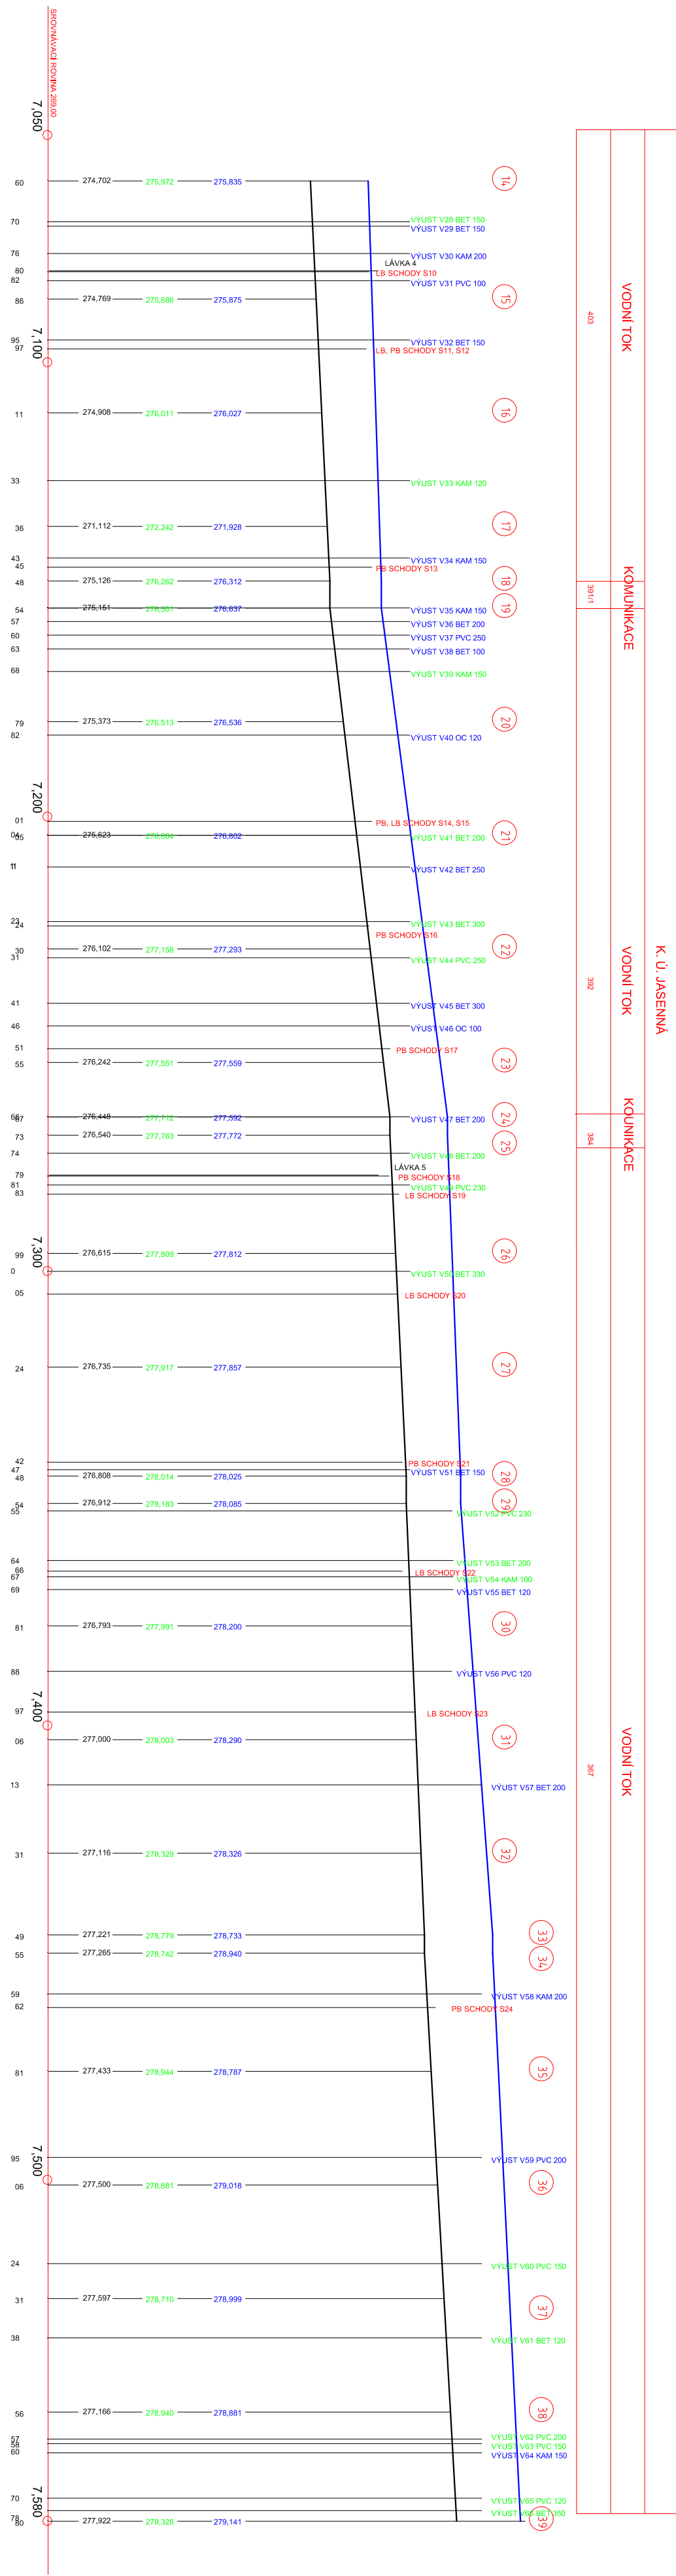 SROVNÁVACÍ ROVINA 269,00
7,050
K. Ú. JASENNÁ
VODNÍ TOK
403
60 274,702 275,972 275,835 14
70 VÝUST V28 BET 150
VÝUST V29 BET 150
76 VÝUST V30 KAM 200
LÁVKA 4
80 LB SCHODY S10
82 VÝUST V31 PVC 100
86 274,769 275,886 275,875 15
95 VÝUST V32 BET 150
97 LB, PB SCHODY S11, S12
7,100
11 274,908 276,011 276,027 16
33 VÝUST V33 KAM 120
36 271,112 272,242 271,928 17
43 VÝUST V34 KAM 150
45 PB SCHODY S13
48 275,126 276,262 276,312 18
KOMUNIKACE
391/1
54 275,151 276,637 19
VÝUST V35 KAM 150
57 VÝUST V36 BET 200
60 VÝUST V37 PVC 250
63 VÝUST V38 BET 100
68 VÝUST V39 KAM 150
79 275,373 276,513 276,536 20
82 VÝUST V40 OC 120
7,200
01 PB, LB SCHODY S14, S15
04
05 275,623 276,802 21
VÝUST V41 BET 200
11 VÝUST V42 BET 250
23 VÝUST V43 BET 300
24 PB SCHODY S16
30 276,102 277,158 277,293 22
31 VÝUST V44 PVC 250
VODNÍ TOK
392
41 VÝUST V45 BET 300
46 VÝUST V46 OC 100
51 PB SCHODY S17
55 276,242 277,551 277,559 23
66
67 276,448 277,712 277,592 24
VÝUST V47 BET 200
KOUNIKACE
384
73 276,540 277,763 277,772 25
74 VÝUST V48 BET 200
LÁVKA 5
79 PB SCHODY S18
81 VÝUST V49 PVC 230
83 LB SCHODY S19
99 276,615 277,809 277,812 26
7,300
0 VÝUST V50 BET 330
05 LB SCHODY S20
24 276,735 277,917 277,857 27
42 PB SCHODY S21
47 VÝUST V51 BET 150
48 276,808 278,014 278,025 28
54 276,912 278,183 278,085 29
55 VÝUST V52 PVC 230
64 VÝUST V53 BET 200
66 LB SCHODY S22
67 VÝUST V54 KAM 100
69 VÝUST V55 BET 120
81 276,793 277,991 278,200 30
88 VÝUST V56 PVC 120
97 LB SCHODY S23
7,400
06 277,000 278,003 278,290 31
VODNÍ TOK
367
13 VÝUST V57 BET 200
31 277,116 278,329 278,326 32
49 277,221 278,779 278,733 33
55 277,265 278,742 278,940 34
59 VÝUST V58 KAM 200
62 PB SCHODY S24
81 277,433 278,944 278,787 35
95 VÝUST V59 PVC 200
7,500
06 277,500 278,881 279,018 36
24 VÝUST V60 PVC 150
31 277,597 278,710 278,999 37
38 VÝUST V61 BET 120
56 277,166 278,940 278,881 38
57 VÝUST V62 PVC 200
58 VÝUST V63 PVC 150
60 VÝUST V64 KAM 150
70 VÝUST V65 PVC 120
78 BET 350
7,580
80 277,922 279,328 279,141 39